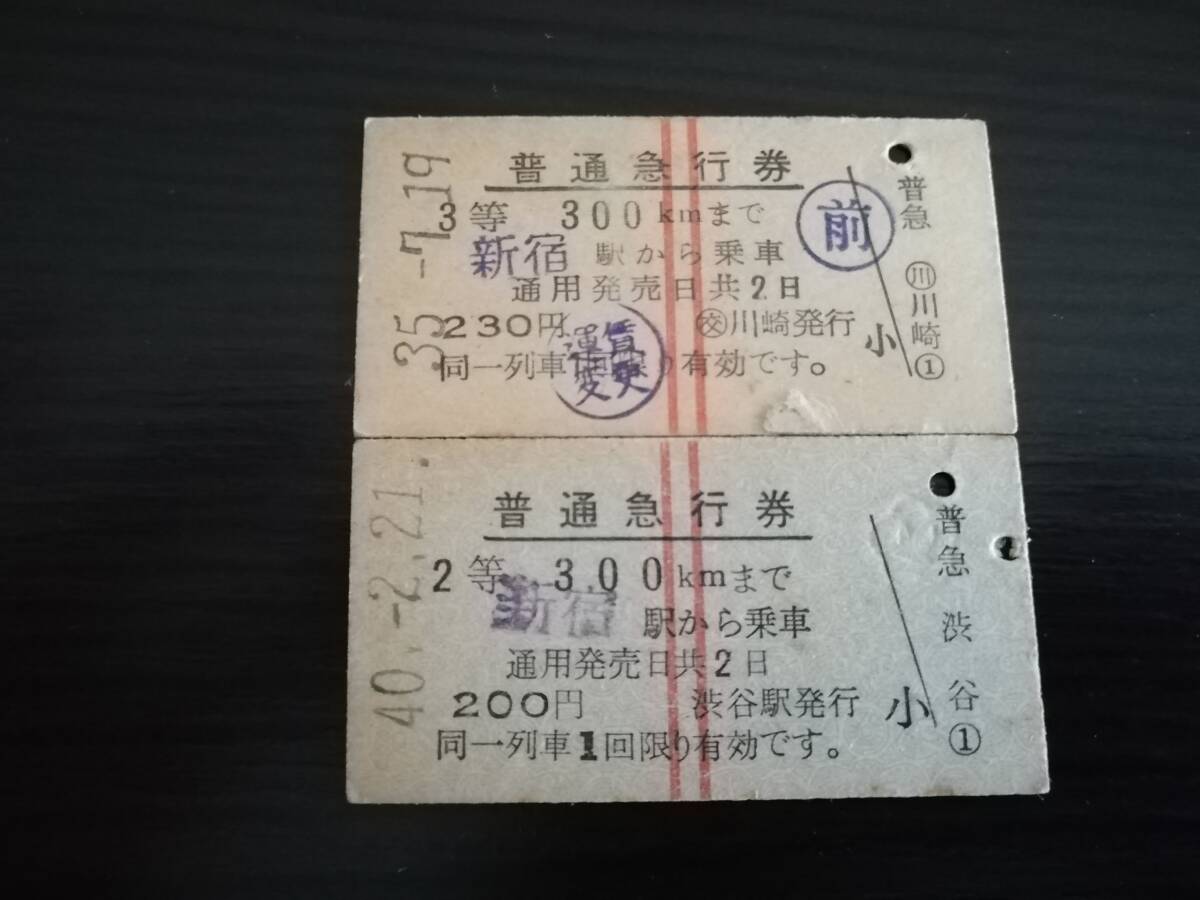 35.-7.19
普通急行券
3等 300kmまで
新宿 駅から乗車
通用発売日共2日
230円 ㊋川崎発行
同一列車1回限り有効です。
前
運賃
変更
小
普急 ㋕川崎①
40.-2.21.
普通急行券
2等 300kmまで
新宿 駅から乗車
通用発売日共2日
200円 渋谷駅発行
同一列車1回限り有効です。
小
普急 渋谷①